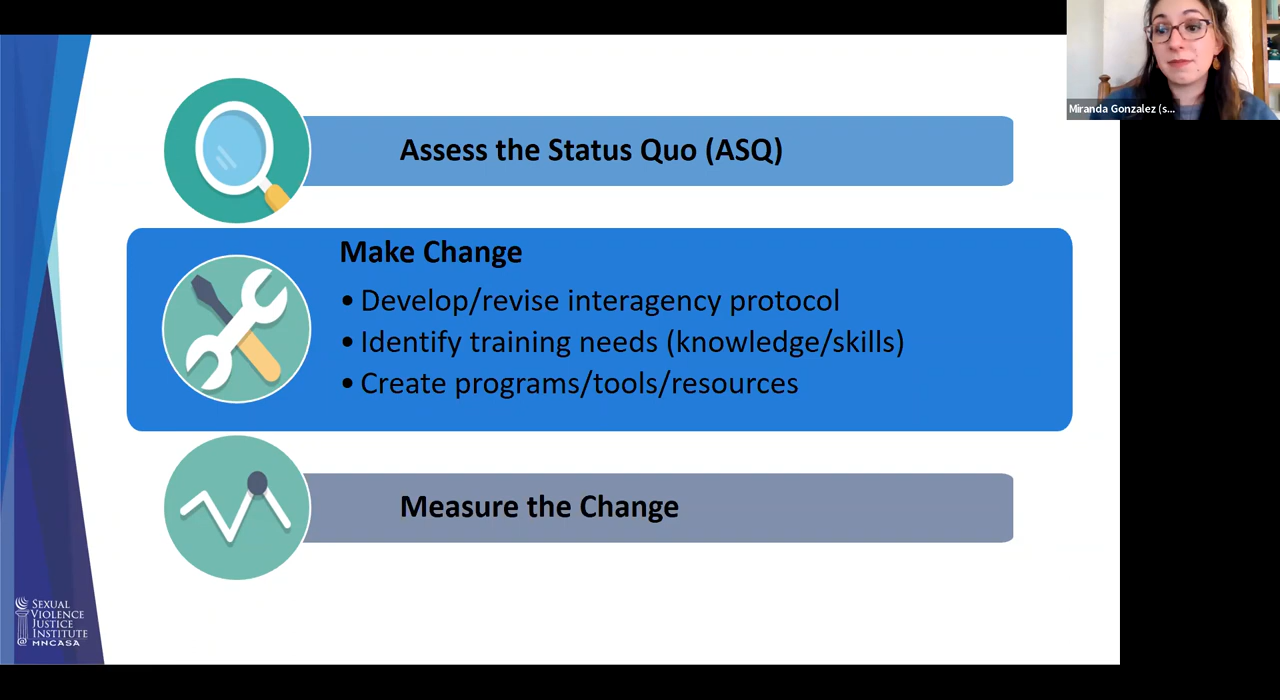 Miranda Gonzalez (s...
Assess the Status Quo (ASQ)
Make Change
• Develop/revise interagency protocol
• Identify training needs (knowledge/skills)
• Create programs/tools/resources
Measure the Change
SEXUAL
VIOLENCE
JUSTICE
INSTITUTE
@ MNCASA